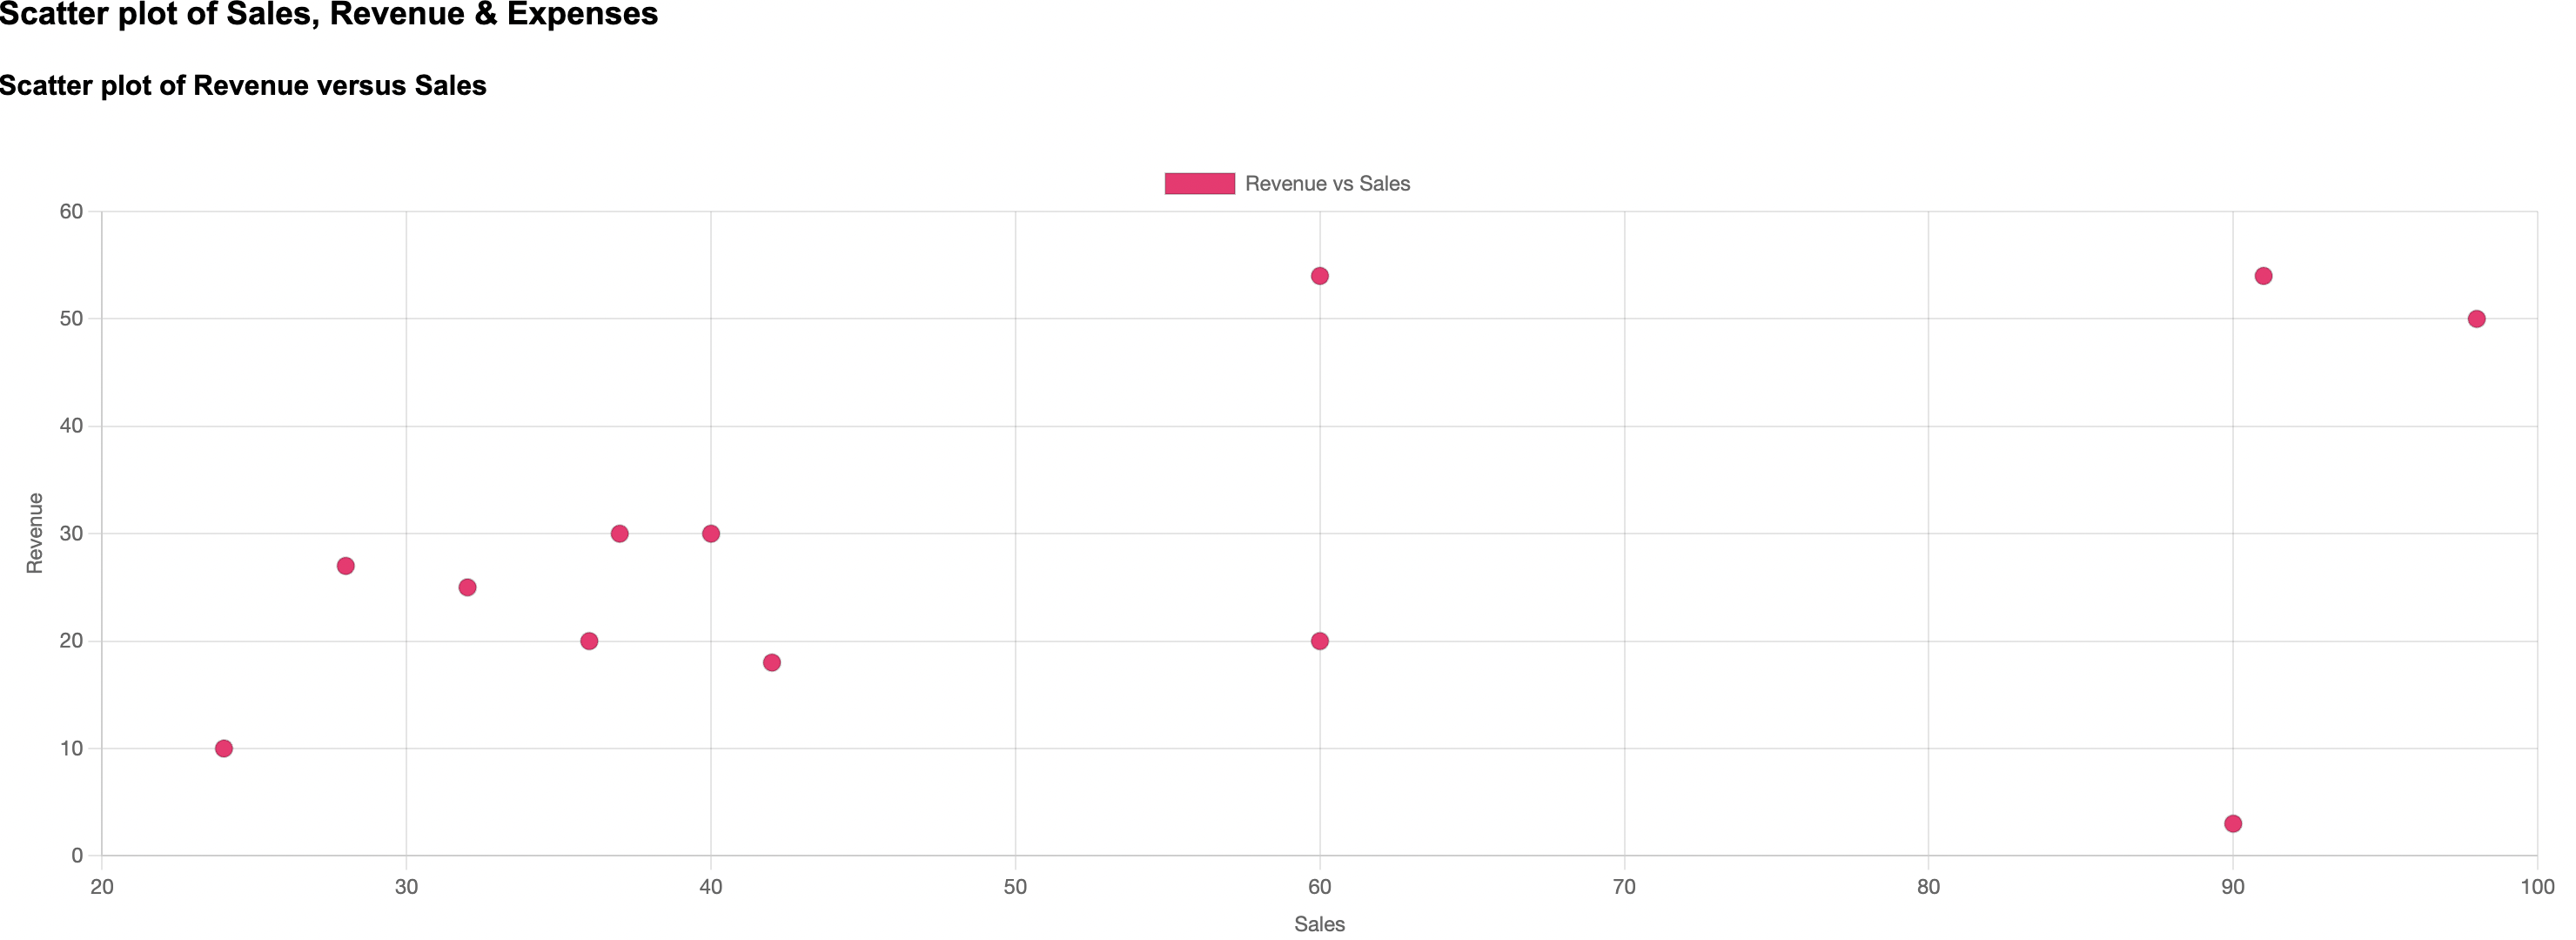 Scatter plot of Sales, Revenue & Expenses
Scatter plot of Revenue versus Sales
Revenue vs Sales
60
50
40
30
20
10
0
Revenue
20 30 40 50 60 70 80 90 100
Sales